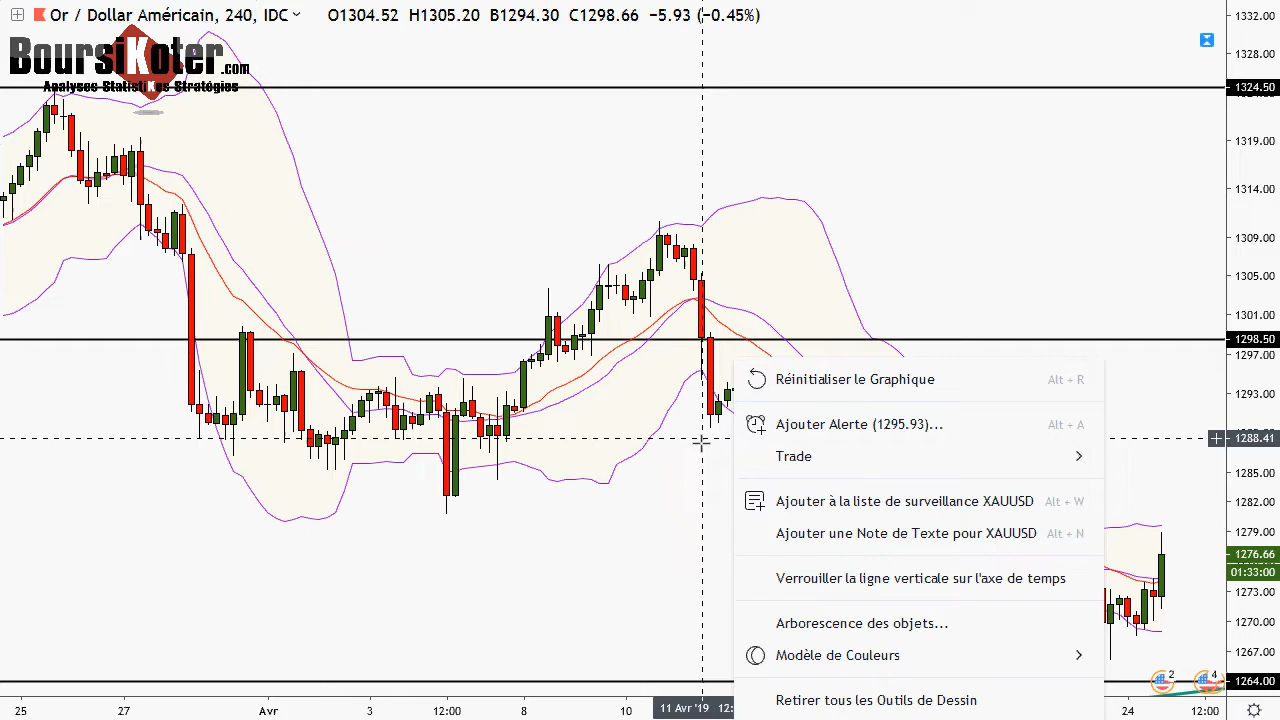 Or / Dollar Américain, 240, IDC O1304.52 H1305.20 B1294.30 C1298.66 −5.93 (−0.45%)
BoursiKoter.com
Analyses StatistiKes Stratégies
1332.00
1328.00
1324.50
1319.00
1314.00
1309.00
1305.00
1301.00
1298.50
1297.00
1293.00
1288.41
1285.00
1282.00
1279.00
1276.66
01:33:00
1273.00
1270.00
1267.00
1264.00
Réinitialiser le Graphique Alt + R
Ajouter Alerte (1295.93)... Alt + A
Trade
Ajouter à la liste de surveillance XAUUSD Alt + W
Ajouter une Note de Texte pour XAUUSD Alt + N
Verrouiller la ligne verticale sur l'axe de temps
Arborescence des objets...
Modèle de Couleurs
Retirer tous les Outils de Dessin
2 4
25 27 Avr 3 12:00 8 10 11 Avr '19 24 12:00